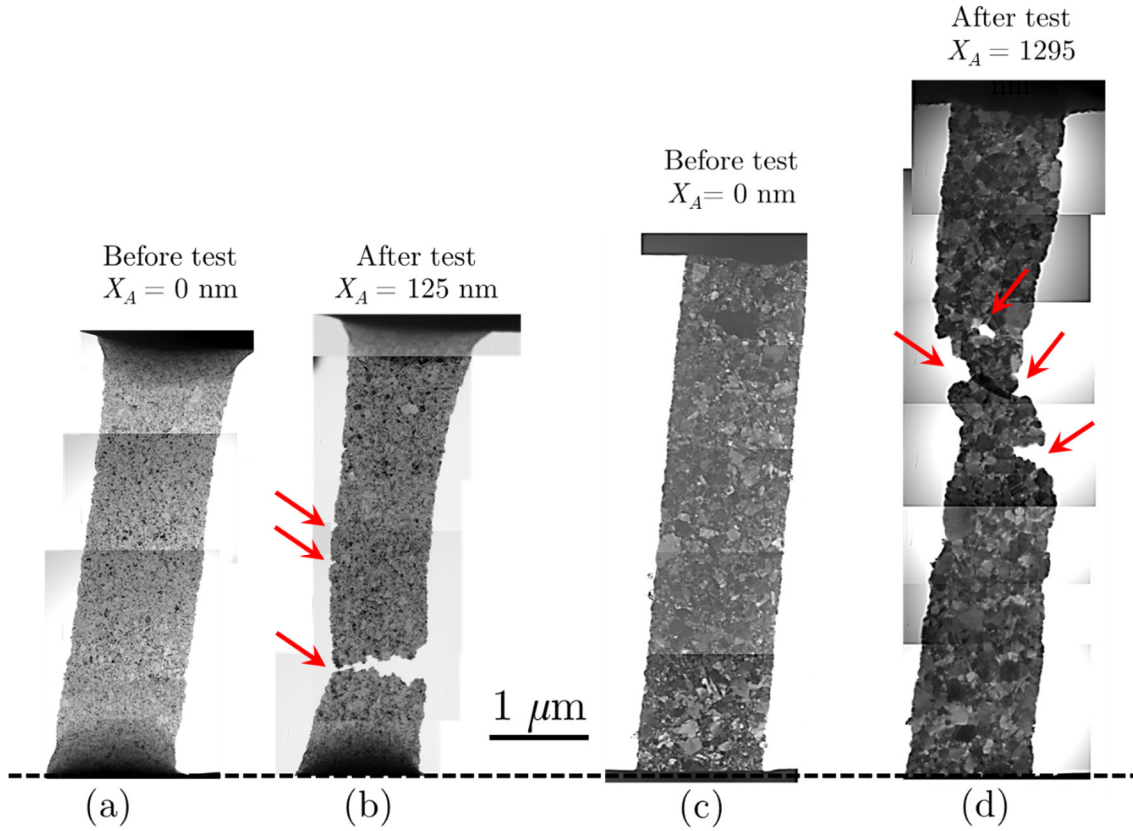 After test
X_A = 1295
nm
Before test
X_A = 0 nm
Before test
X_A = 0 nm
After test
X_A = 125 nm
1 μm
(a)
(b)
(c)
(d)